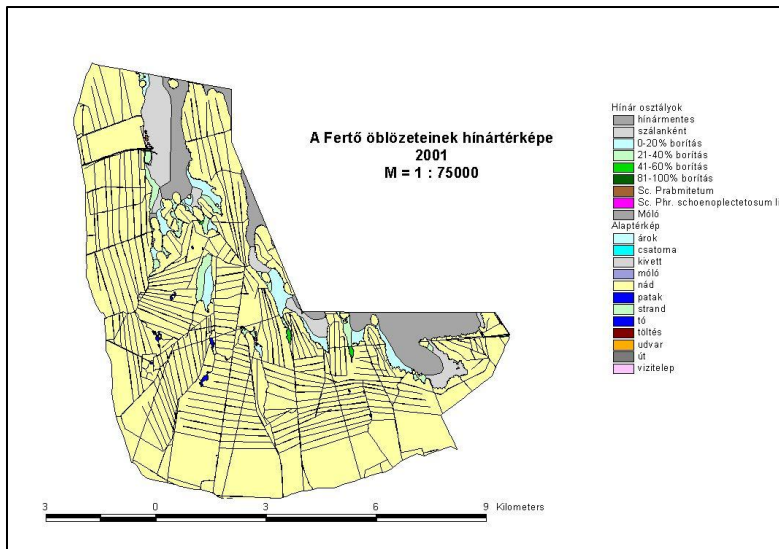 A Fertő öblözeteinek hínártérképe
2001
M = 1 : 75000
Hínár osztályok
hínármentes
szálanként
0-20% borítás
21-40% borítás
41-60% borítás
81-100% borítás
Sc. Prabmitetum
Sc. Phr. schoenoplectetosum li
Móló
Alaptérkép
árok
csatorna
kivett
móló
nád
patak
strand
tó
töltés
udvar
út
vizitelep
3 0 3 6 9 Kilometers